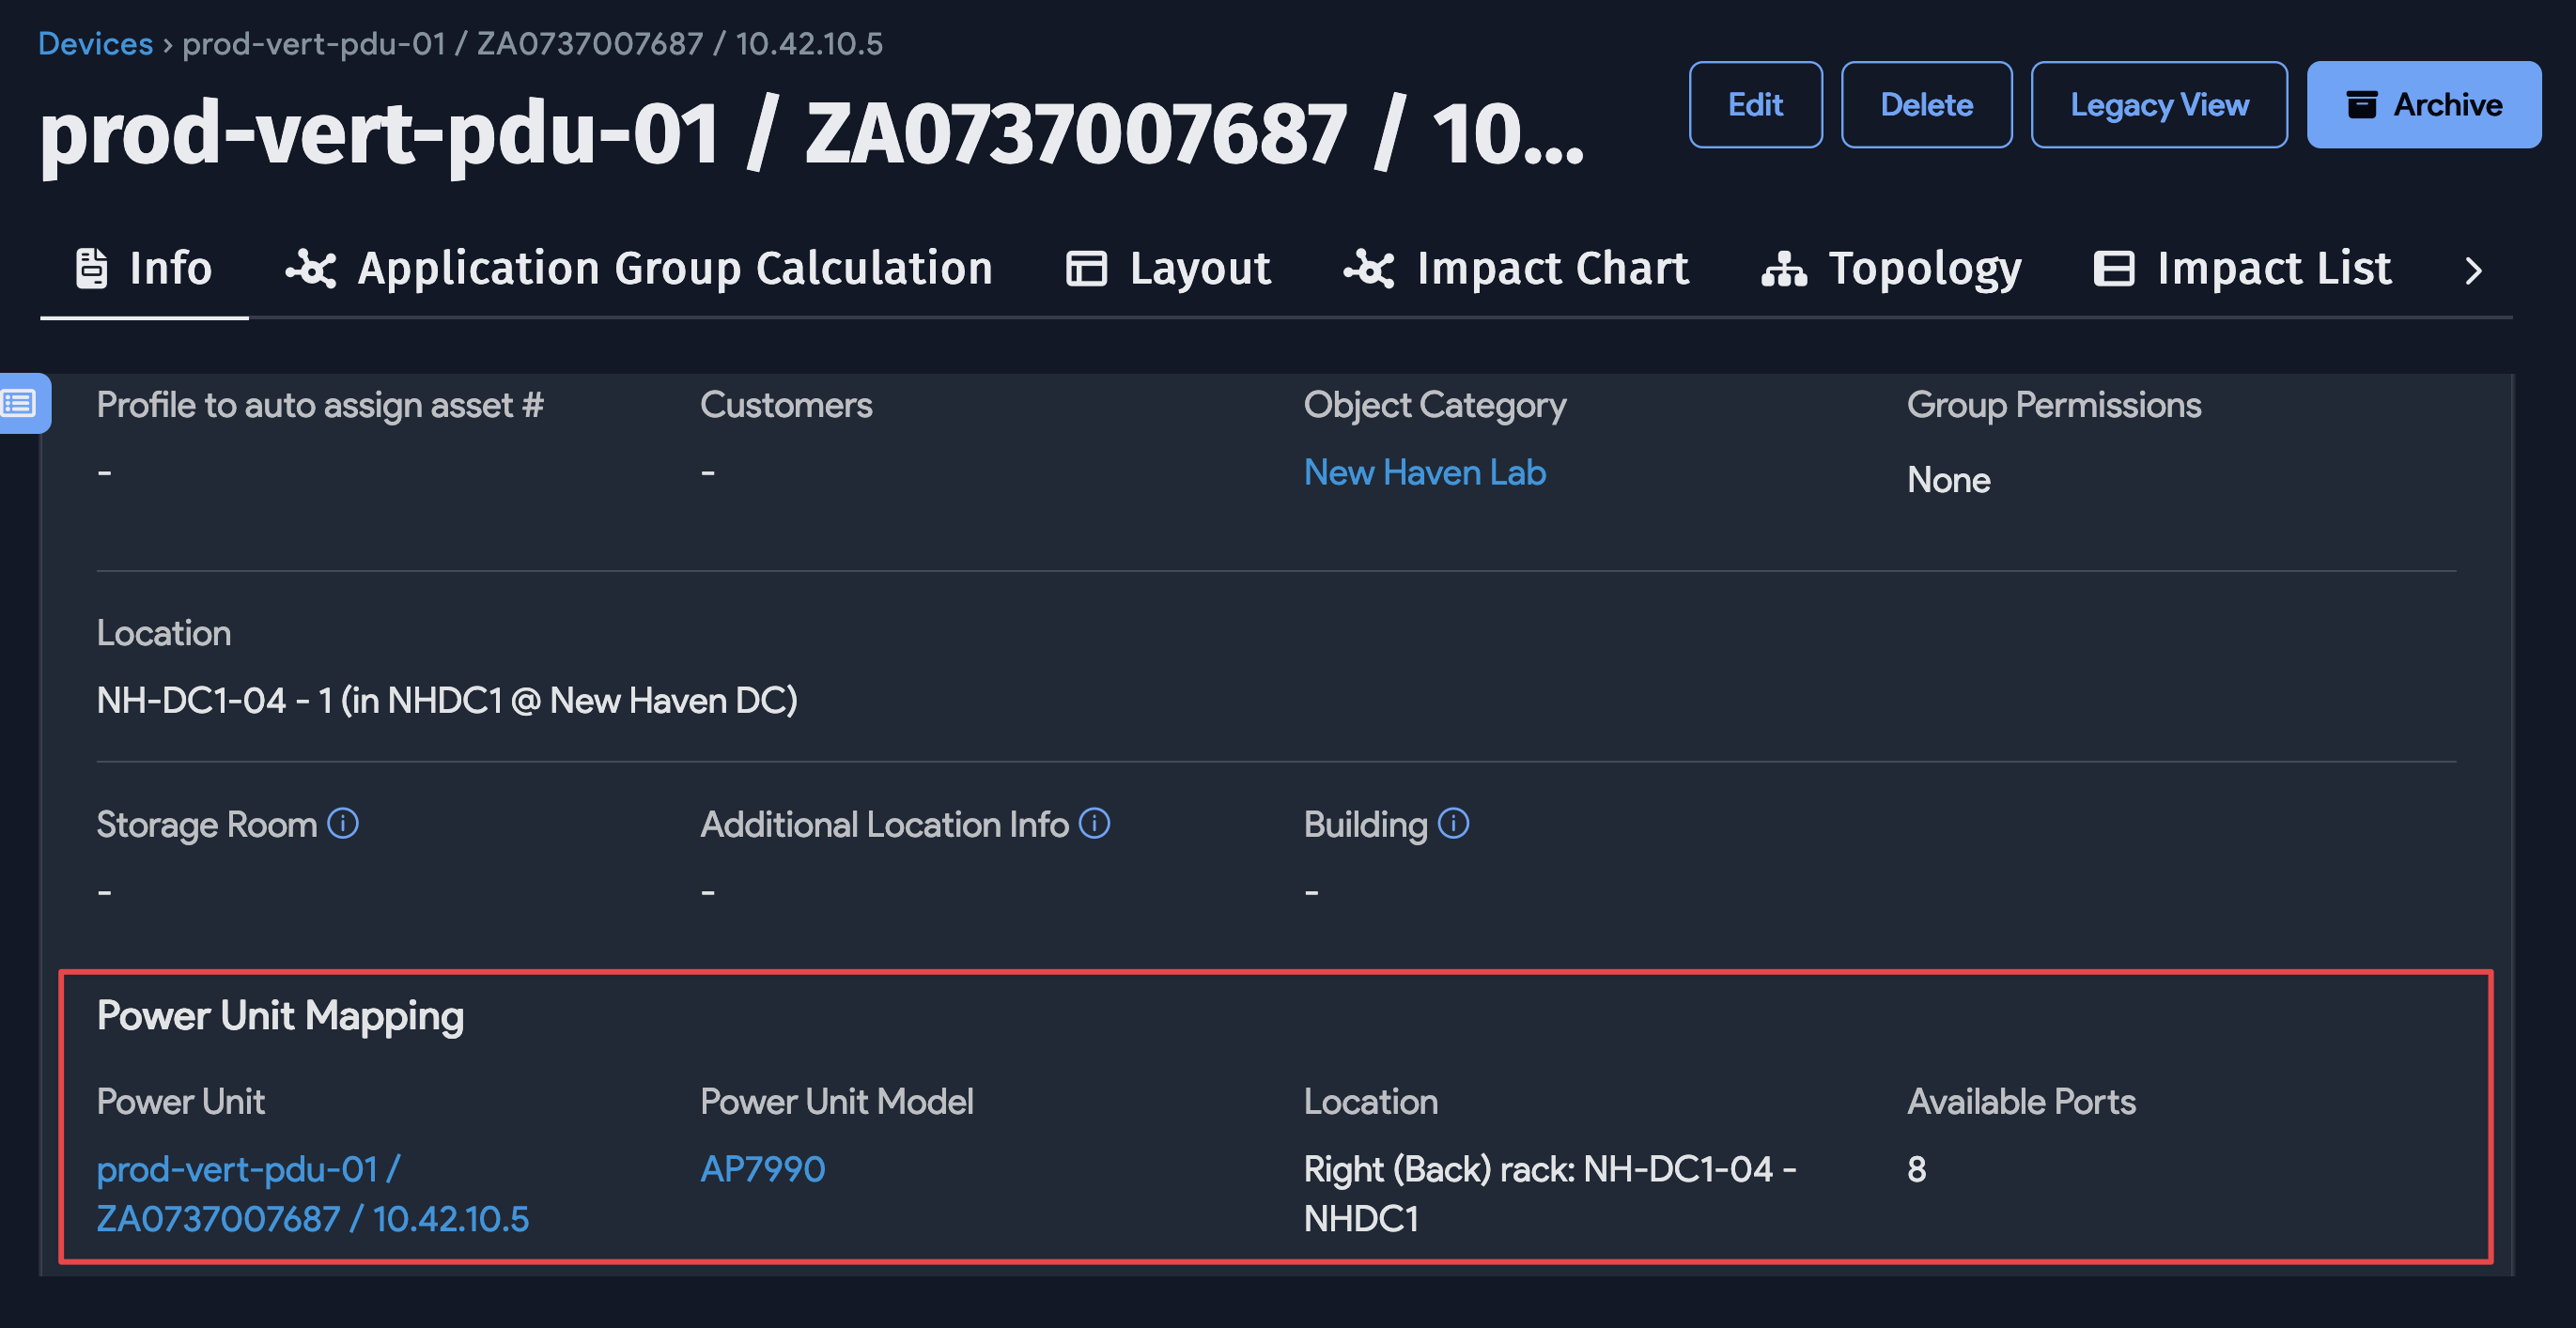 Devices › prod-vert-pdu-01 / ZA0737007687 / 10.42.10.5
prod-vert-pdu-01 / ZA0737007687 / 10...
Edit
Delete
Legacy View
Archive
Info
Application Group Calculation
Layout
Impact Chart
Topology
Impact List
Profile to auto assign asset #
Customers
Object Category
Group Permissions
-
-
New Haven Lab
None
Location
NH-DC1-04 - 1 (in NHDC1 @ New Haven DC)
Storage Room
Additional Location Info
Building
-
-
-
Power Unit Mapping
Power Unit
Power Unit Model
Location
Available Ports
prod-vert-pdu-01 /
ZA0737007687 / 10.42.10.5
AP7990
Right (Back) rack: NH-DC1-04 -
NHDC1
8